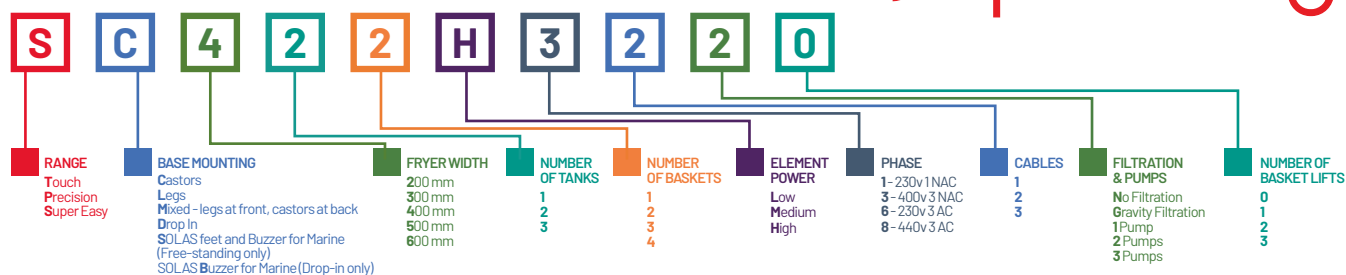 S C 4 2 2 H 3 2 2 0
RANGE
Touch
Precision
Super Easy
BASE MOUNTING
Castors
Legs
Mixed - legs at front, castors at back
Drop In
SOLAS feet and Buzzer for Marine
(Free-standing only)
SOLAS Buzzer for Marine (Drop-in only)
FRYER WIDTH
200 mm
300 mm
400 mm
500 mm
600 mm
NUMBER
OF TANKS
1
2
3
NUMBER
OF BASKETS
1
2
3
4
ELEMENT
POWER
Low
Medium
High
PHASE
1 - 230v 1 NAC
3 - 400v 3 NAC
6 - 230v 3 AC
8 - 440v 3 AC
CABLES
1
2
3
FILTRATION
& PUMPS
No Filtration
Gravity Filtration
1 Pump
2 Pumps
3 Pumps
NUMBER OF
BASKET LIFTS
0
1
2
3